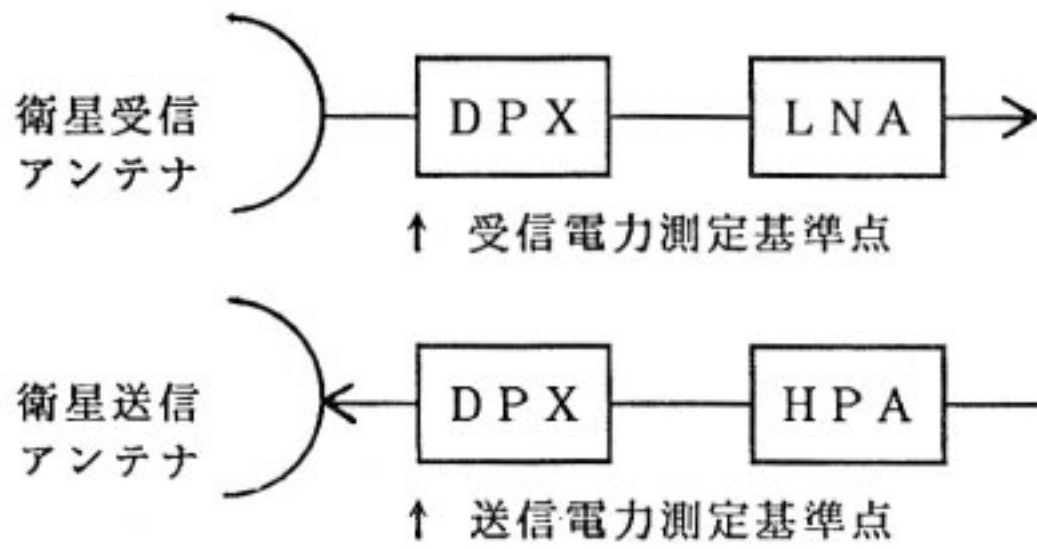 衛星受信
アンテナ
DPX
LNA
↑ 受信電力測定基準点
衛星送信
アンテナ
DPX
HPA
↑ 送信電力測定基準点